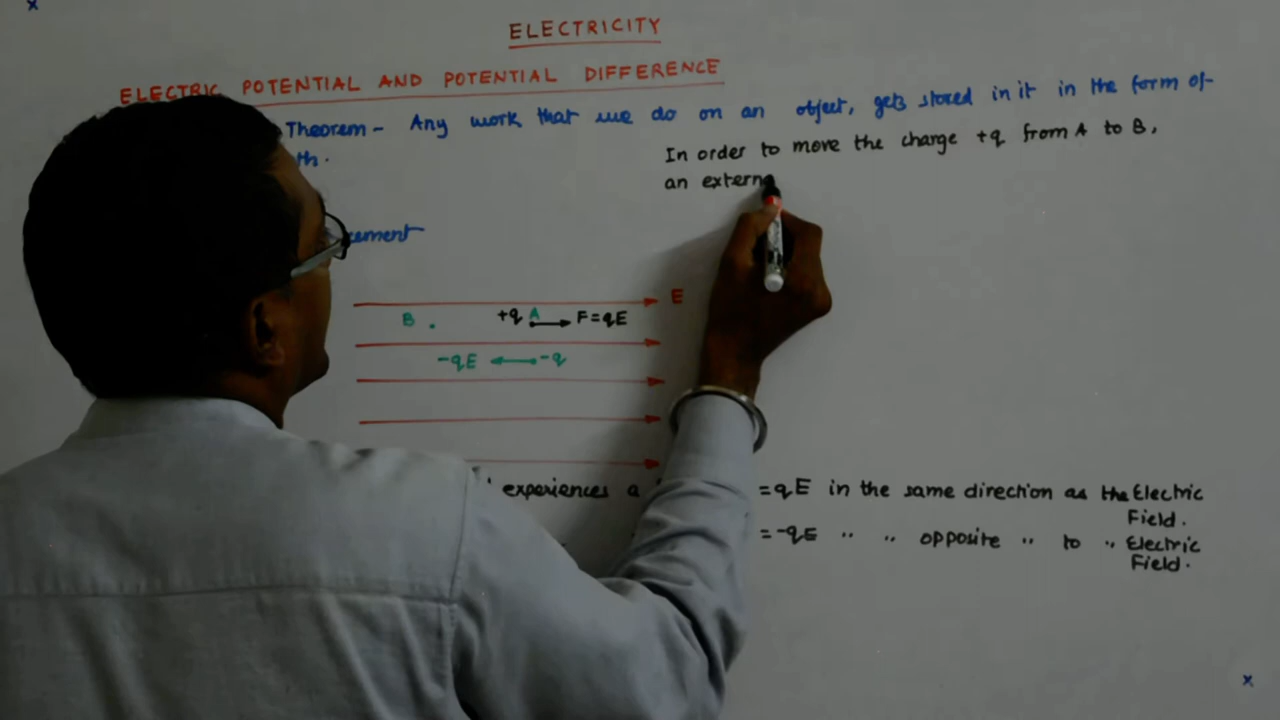 ELECTRICITY
ELECTRIC POTENTIAL AND POTENTIAL DIFFERENCE
Theorem - Any work that we do on an object, gets stored in it in the form of
th.
In order to move the charge +q from A to B,
an extern
ement
E
B . +q A F=qE
-qE -q
experiences a =qE in the same direction as the Electric
Field.
=-qE " " opposite " to " Electric
Field.